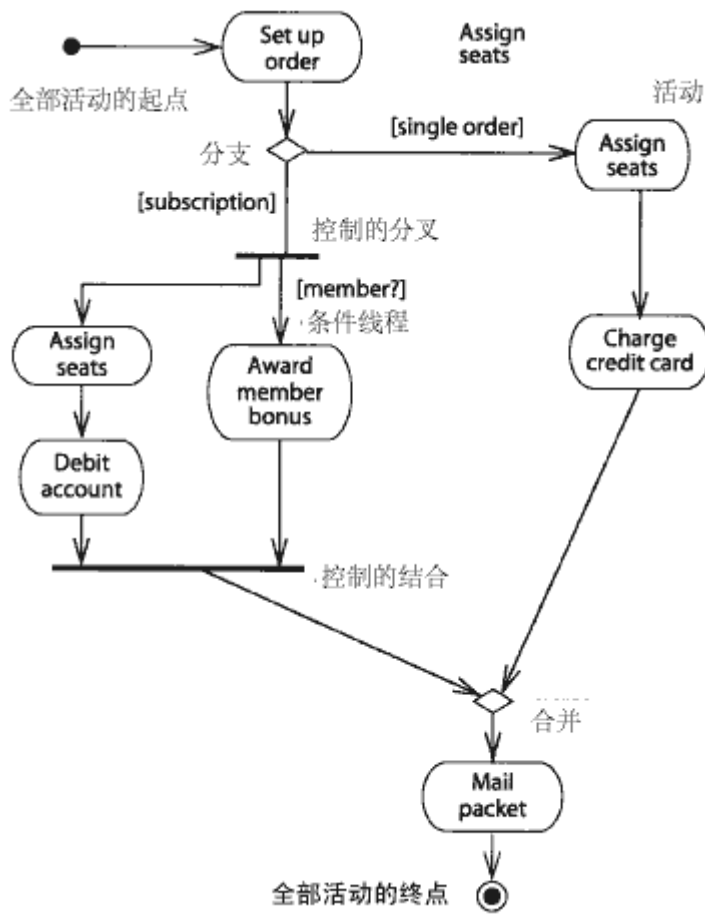 Set up
order
Assign
seats
全部活动的起点
活动
分支
[single order]
Assign
seats
[subscription]
控制的分叉
[member?]
条件线程
Assign
seats
Award
member
bonus
Charge
credit card
Debit
account
控制的结合
合并
Mail
packet
全部活动的终点